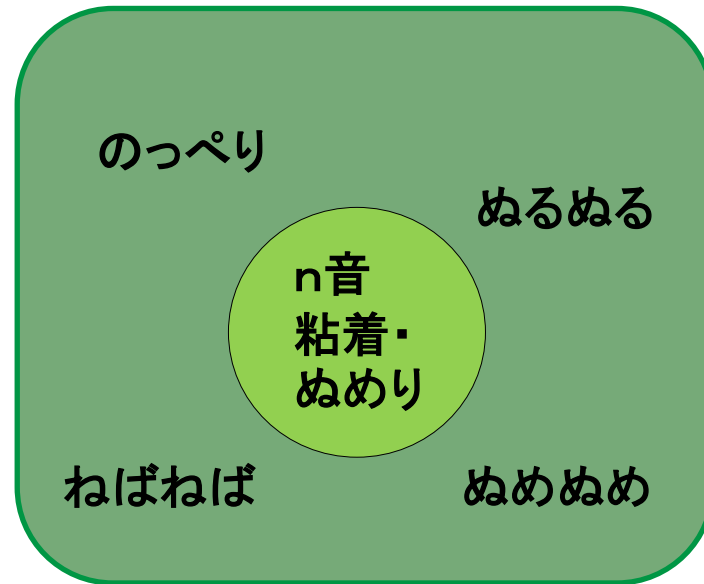 のっぺり
ぬるぬる
n音
粘着・
ぬめり
ねばねば
ぬめぬめ